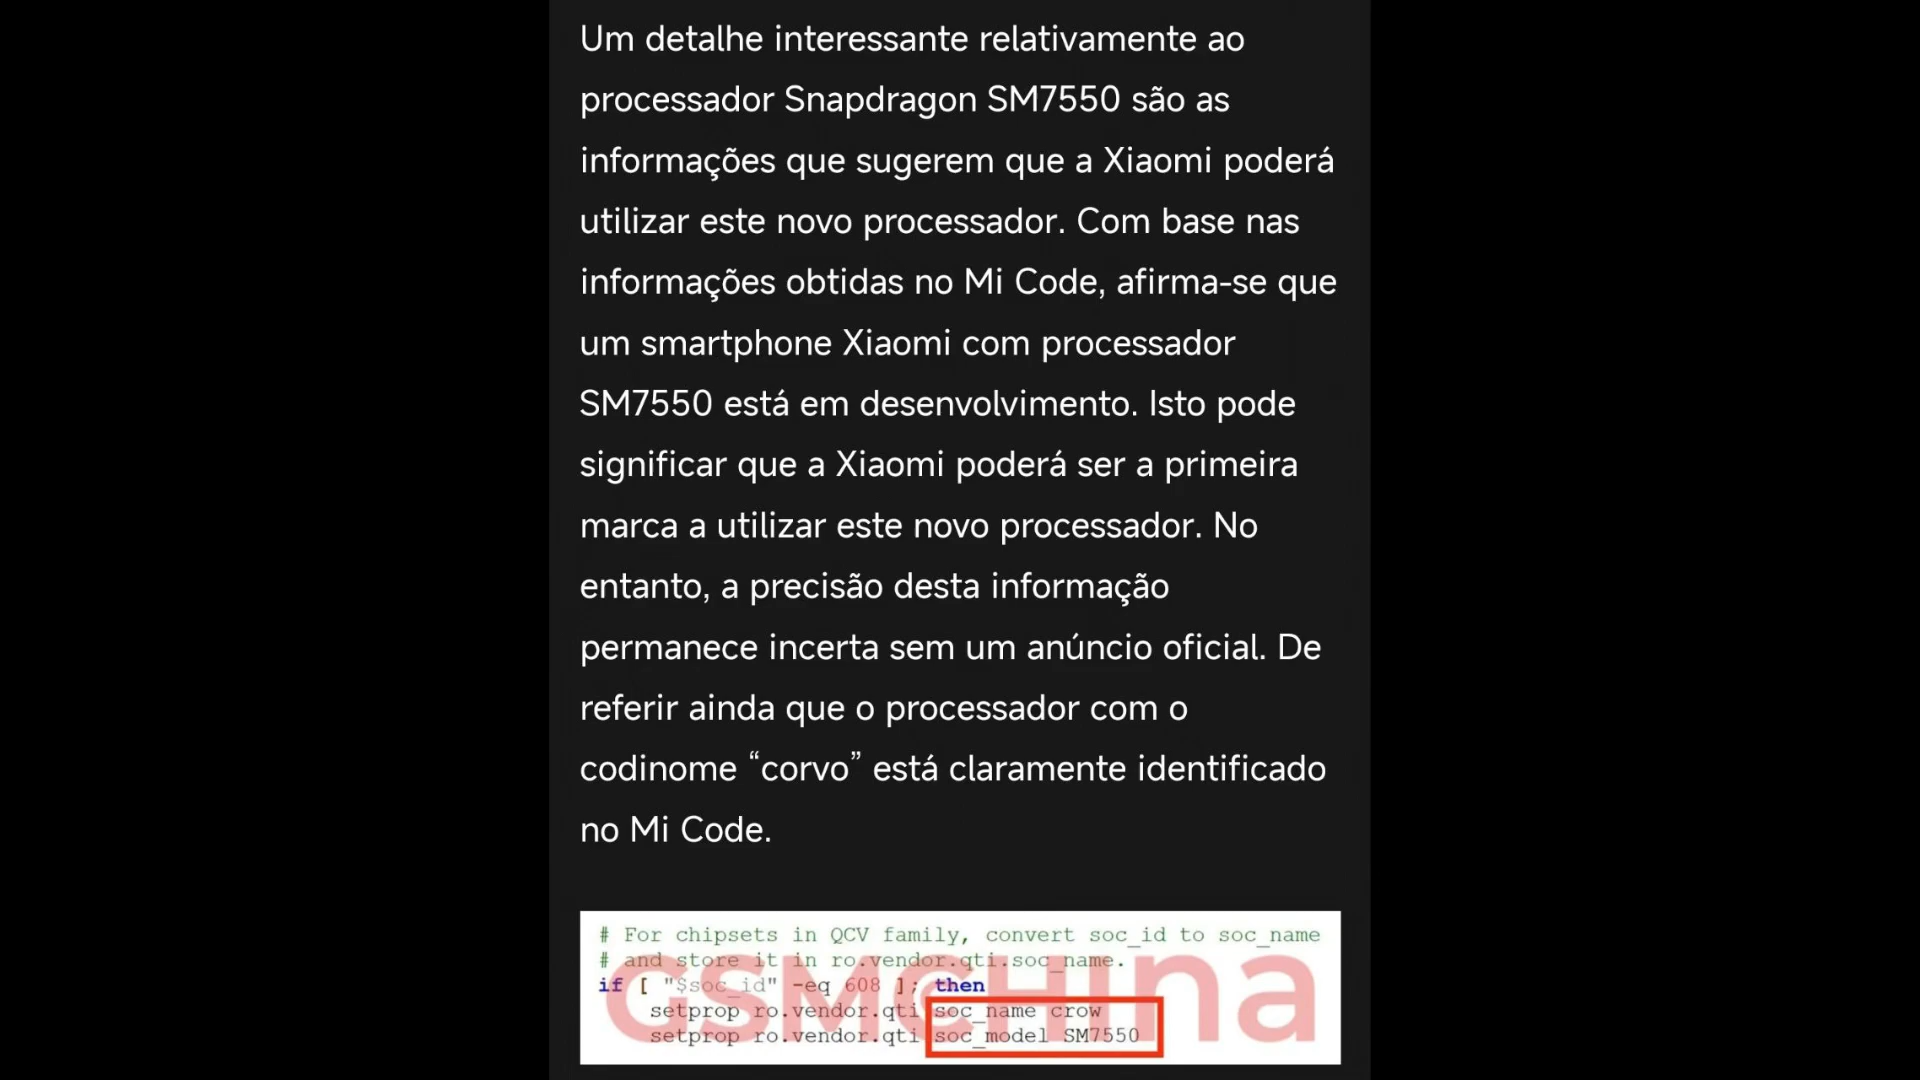 Um detalhe interessante relativamente ao
processador Snapdragon SM7550 são as
informações que sugerem que a Xiaomi poderá
utilizar este novo processador. Com base nas
informações obtidas no Mi Code, afirma-se que
um smartphone Xiaomi com processador
SM7550 está em desenvolvimento. Isto pode
significar que a Xiaomi poderá ser a primeira
marca a utilizar este novo processador. No
entanto, a precisão desta informação
permanece incerta sem um anúncio oficial. De
referir ainda que o processador com o
codinome “corvo” está claramente identificado
no Mi Code.
# For chipsets in QCV family, convert soc_id to soc_name
# and store it in ro.vendor.qti.soc_name.
if [ "$soc_id" -eq 608 ]; then
setprop ro.vendor.qti soc_name crow
setprop ro.vendor.qti soc_model SM7550
GSMCHIna